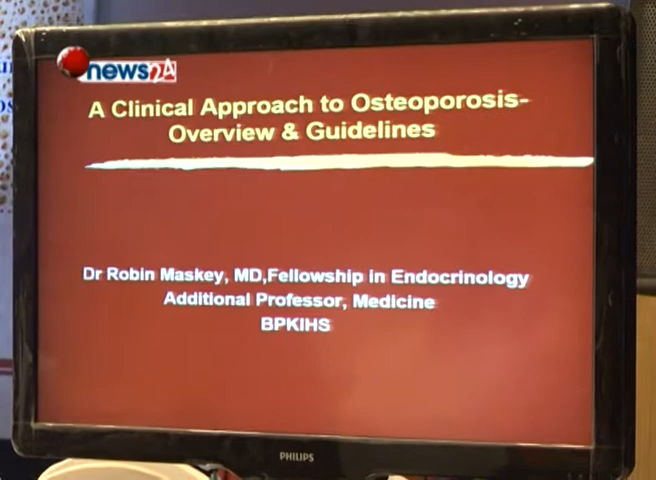 news24
A Clinical Approach to Osteoporosis-
Overview & Guidelines
Dr Robin Maskey, MD,Fellowship in Endocrinology
Additional Professor, Medicine
BPKIHS
PHILIPS